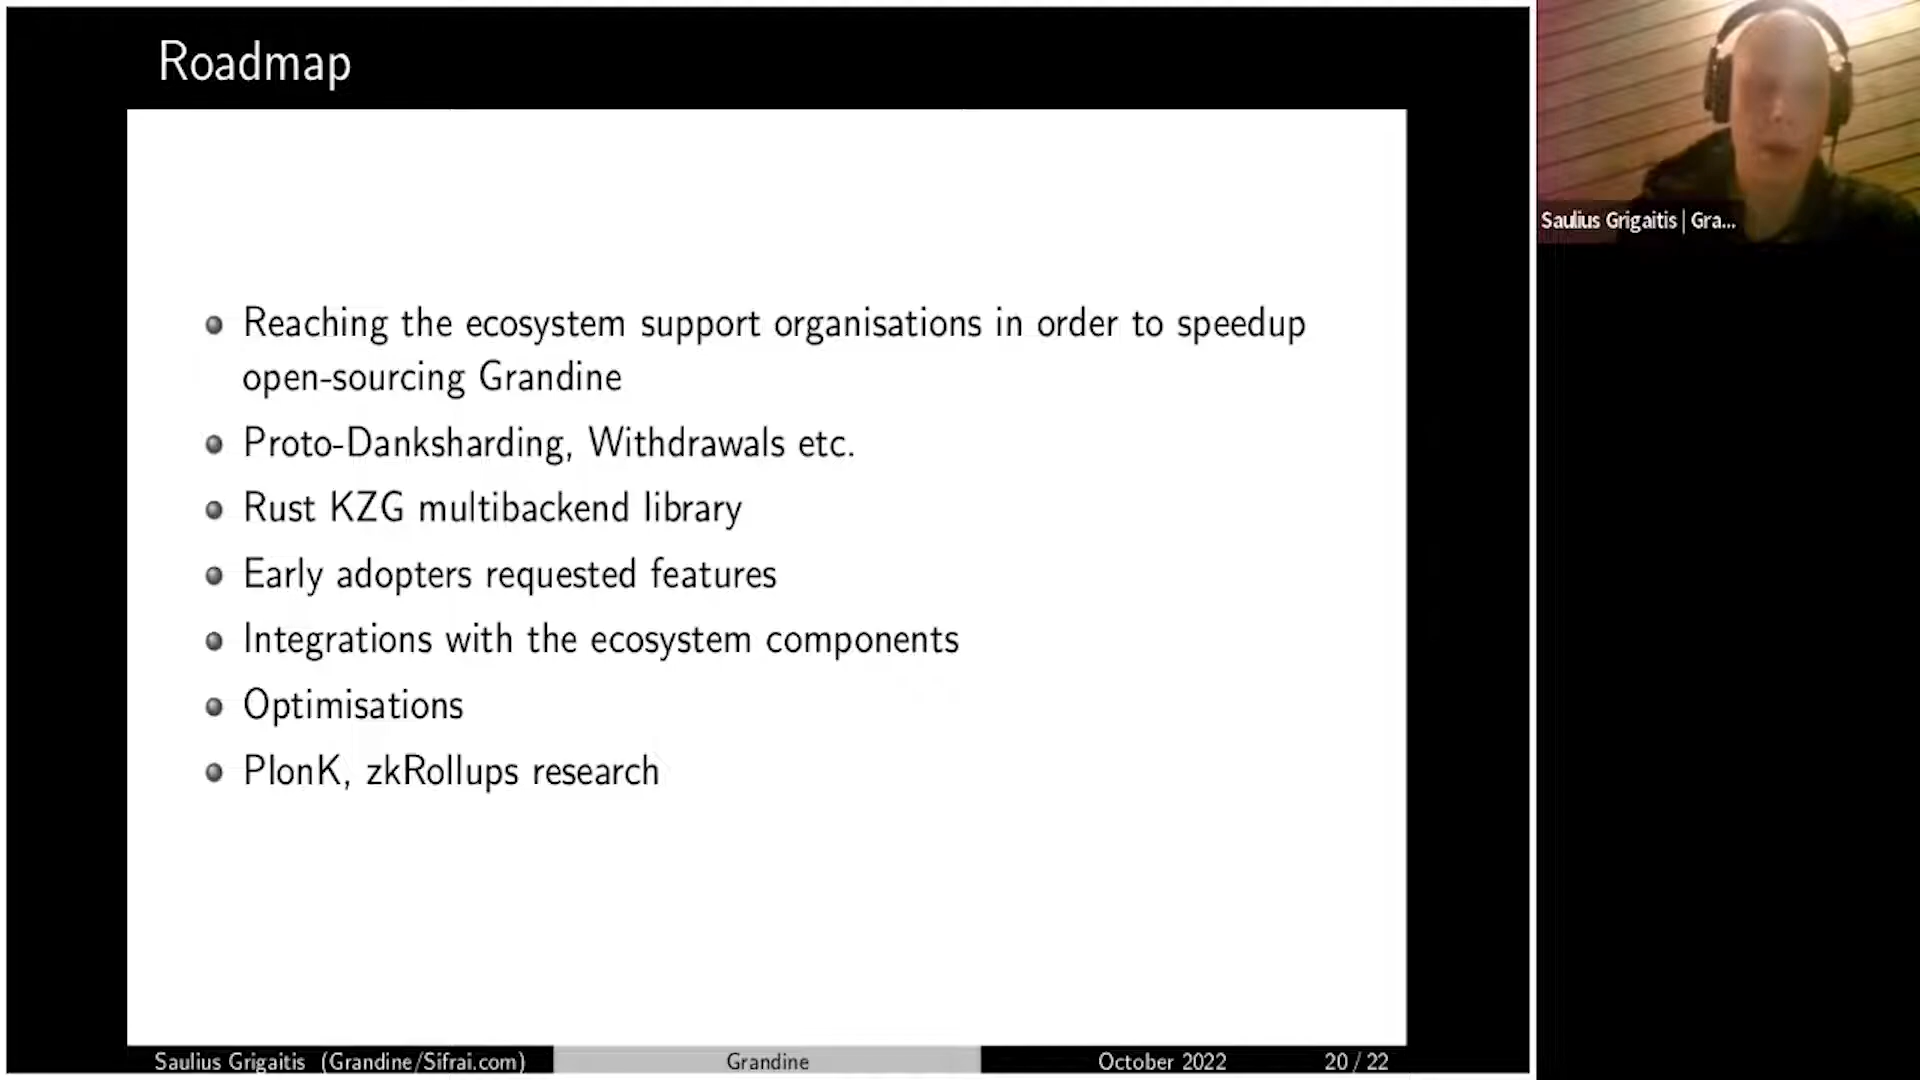 Roadmap
Reaching the ecosystem support organisations in order to speedup
open-sourcing Grandine
Proto-Danksharding, Withdrawals etc.
Rust KZG multibackend library
Early adopters requested features
Integrations with the ecosystem components
Optimisations
PlonK, zkRollups research
Saulius Grigaitis (Grandine/Sifrai.com)
Grandine
October 2022
20 / 22
Saulius Grigaitis | Gra...